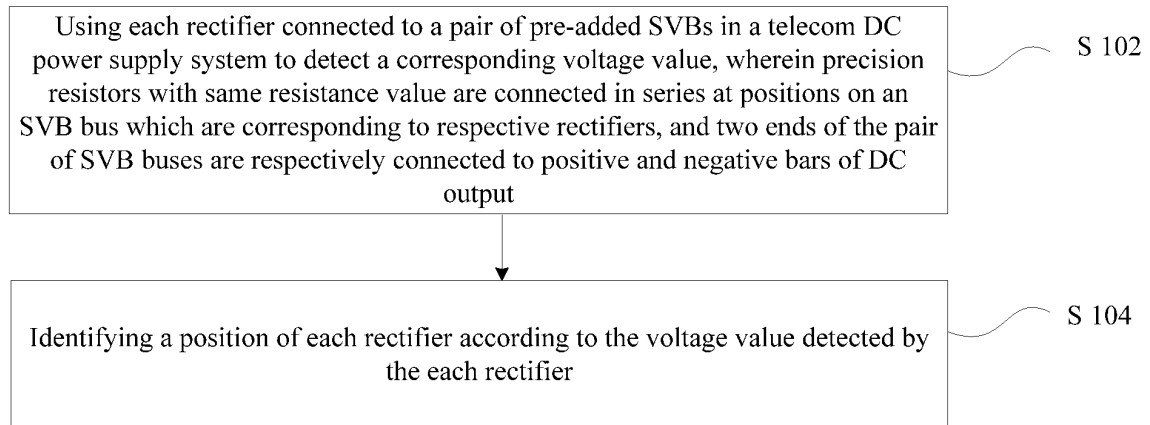 Using each rectifier connected to a pair of pre-added SVBs in a telecom DC
power supply system to detect a corresponding voltage value, wherein precision
resistors with same resistance value are connected in series at positions on an
SVB bus which are corresponding to respective rectifiers, and two ends of the pair
of SVB buses are respectively connected to positive and negative bars of DC
output
S 102
Identifying a position of each rectifier according to the voltage value detected by
the each rectifier
S 104